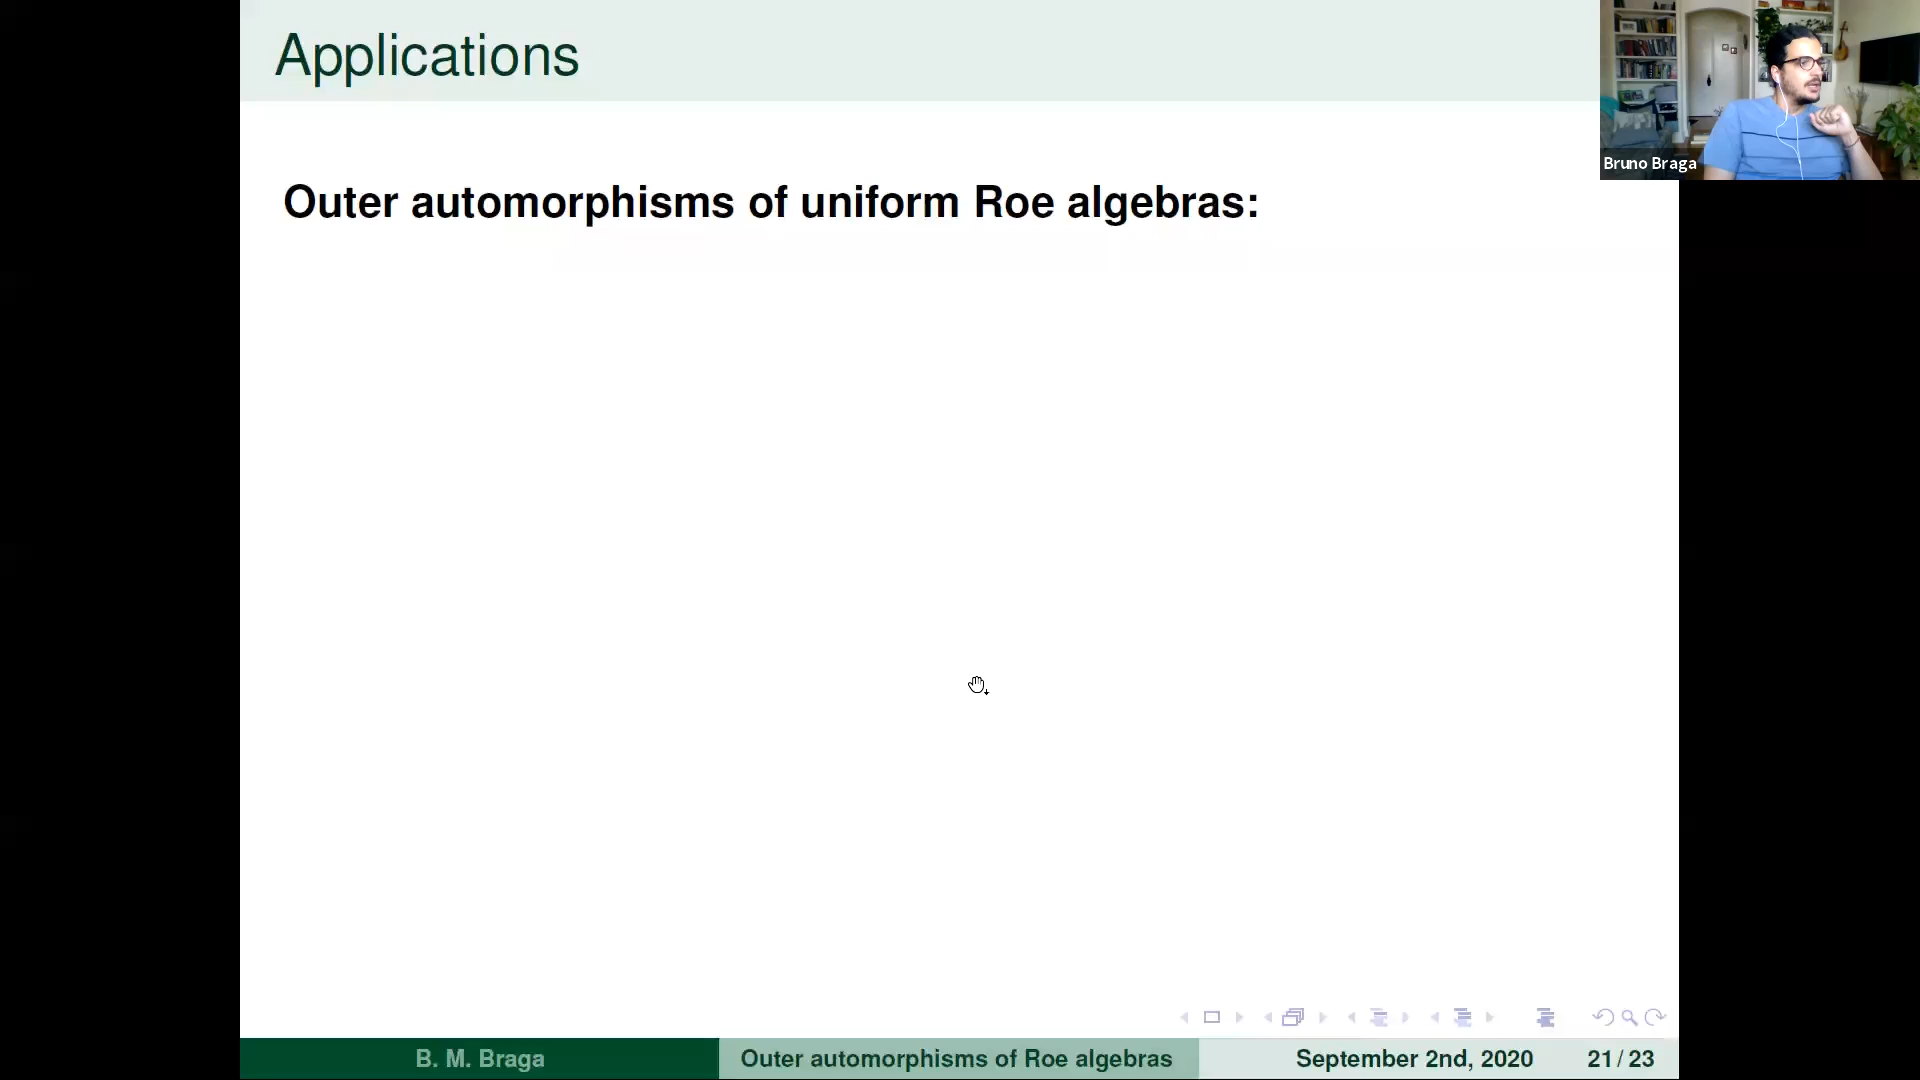 Applications
Bruno Braga
Outer automorphisms of uniform Roe algebras:
B. M. Braga
Outer automorphisms of Roe algebras
September 2nd, 2020
21 / 23